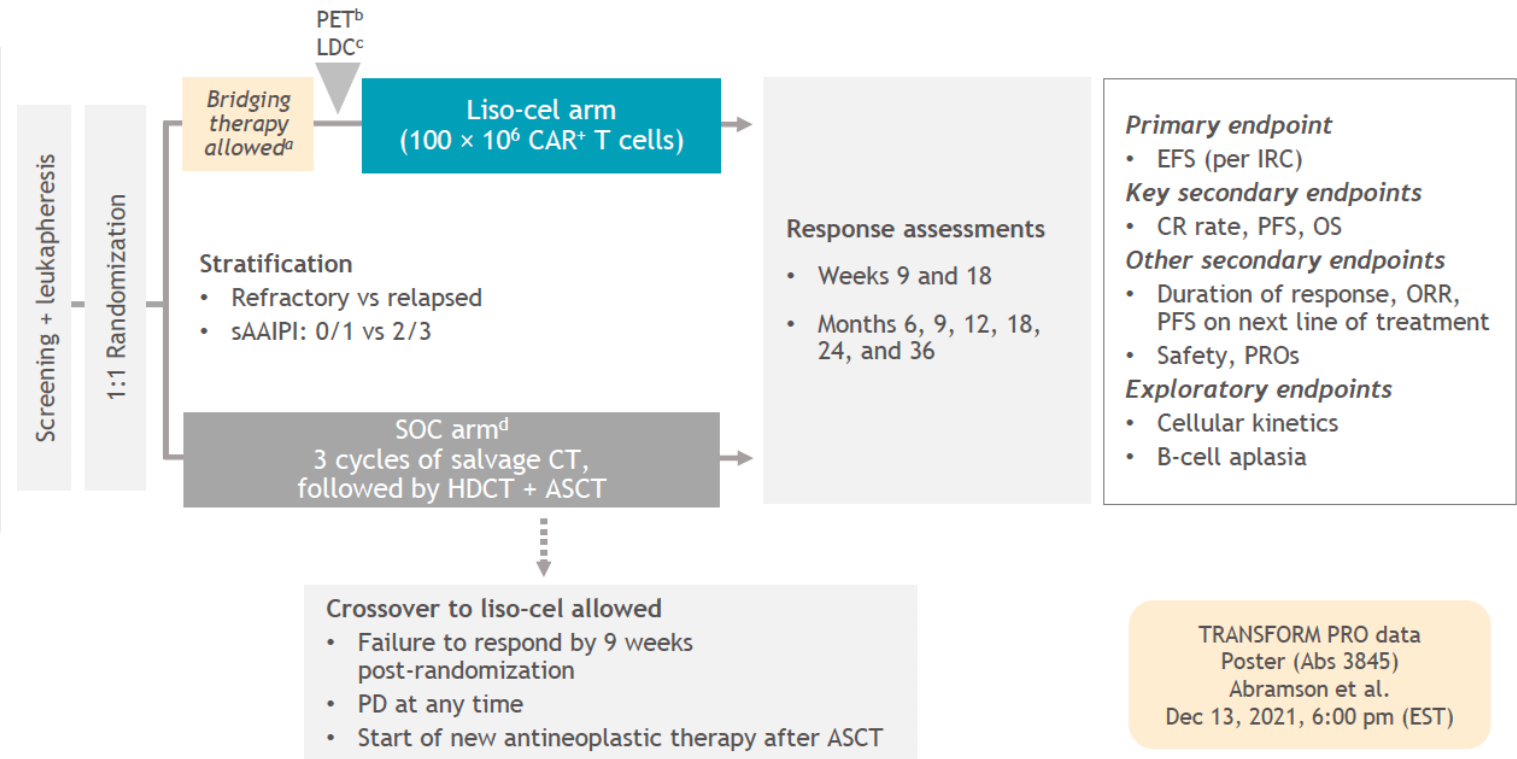 Screening + leukapheresis
1:1 Randomization
PETᵇ
LDCᶜ
Bridging
therapy
allowedᵃ
Liso-cel arm
(100 × 10⁶ CAR⁺ T cells)
Stratification
• Refractory vs relapsed
• sAAIPI: 0/1 vs 2/3
SOC armᵈ
3 cycles of salvage CT,
followed by HDCT + ASCT
Crossover to liso-cel allowed
• Failure to respond by 9 weeks
post-randomization
• PD at any time
• Start of new antineoplastic therapy after ASCT
Response assessments
• Weeks 9 and 18
• Months 6, 9, 12, 18,
24, and 36
Primary endpoint
• EFS (per IRC)
Key secondary endpoints
• CR rate, PFS, OS
Other secondary endpoints
• Duration of response, ORR,
PFS on next line of treatment
• Safety, PROs
Exploratory endpoints
• Cellular kinetics
• B-cell aplasia
TRANSFORM PRO data
Poster (Abs 3845)
Abramson et al.
Dec 13, 2021, 6:00 pm (EST)